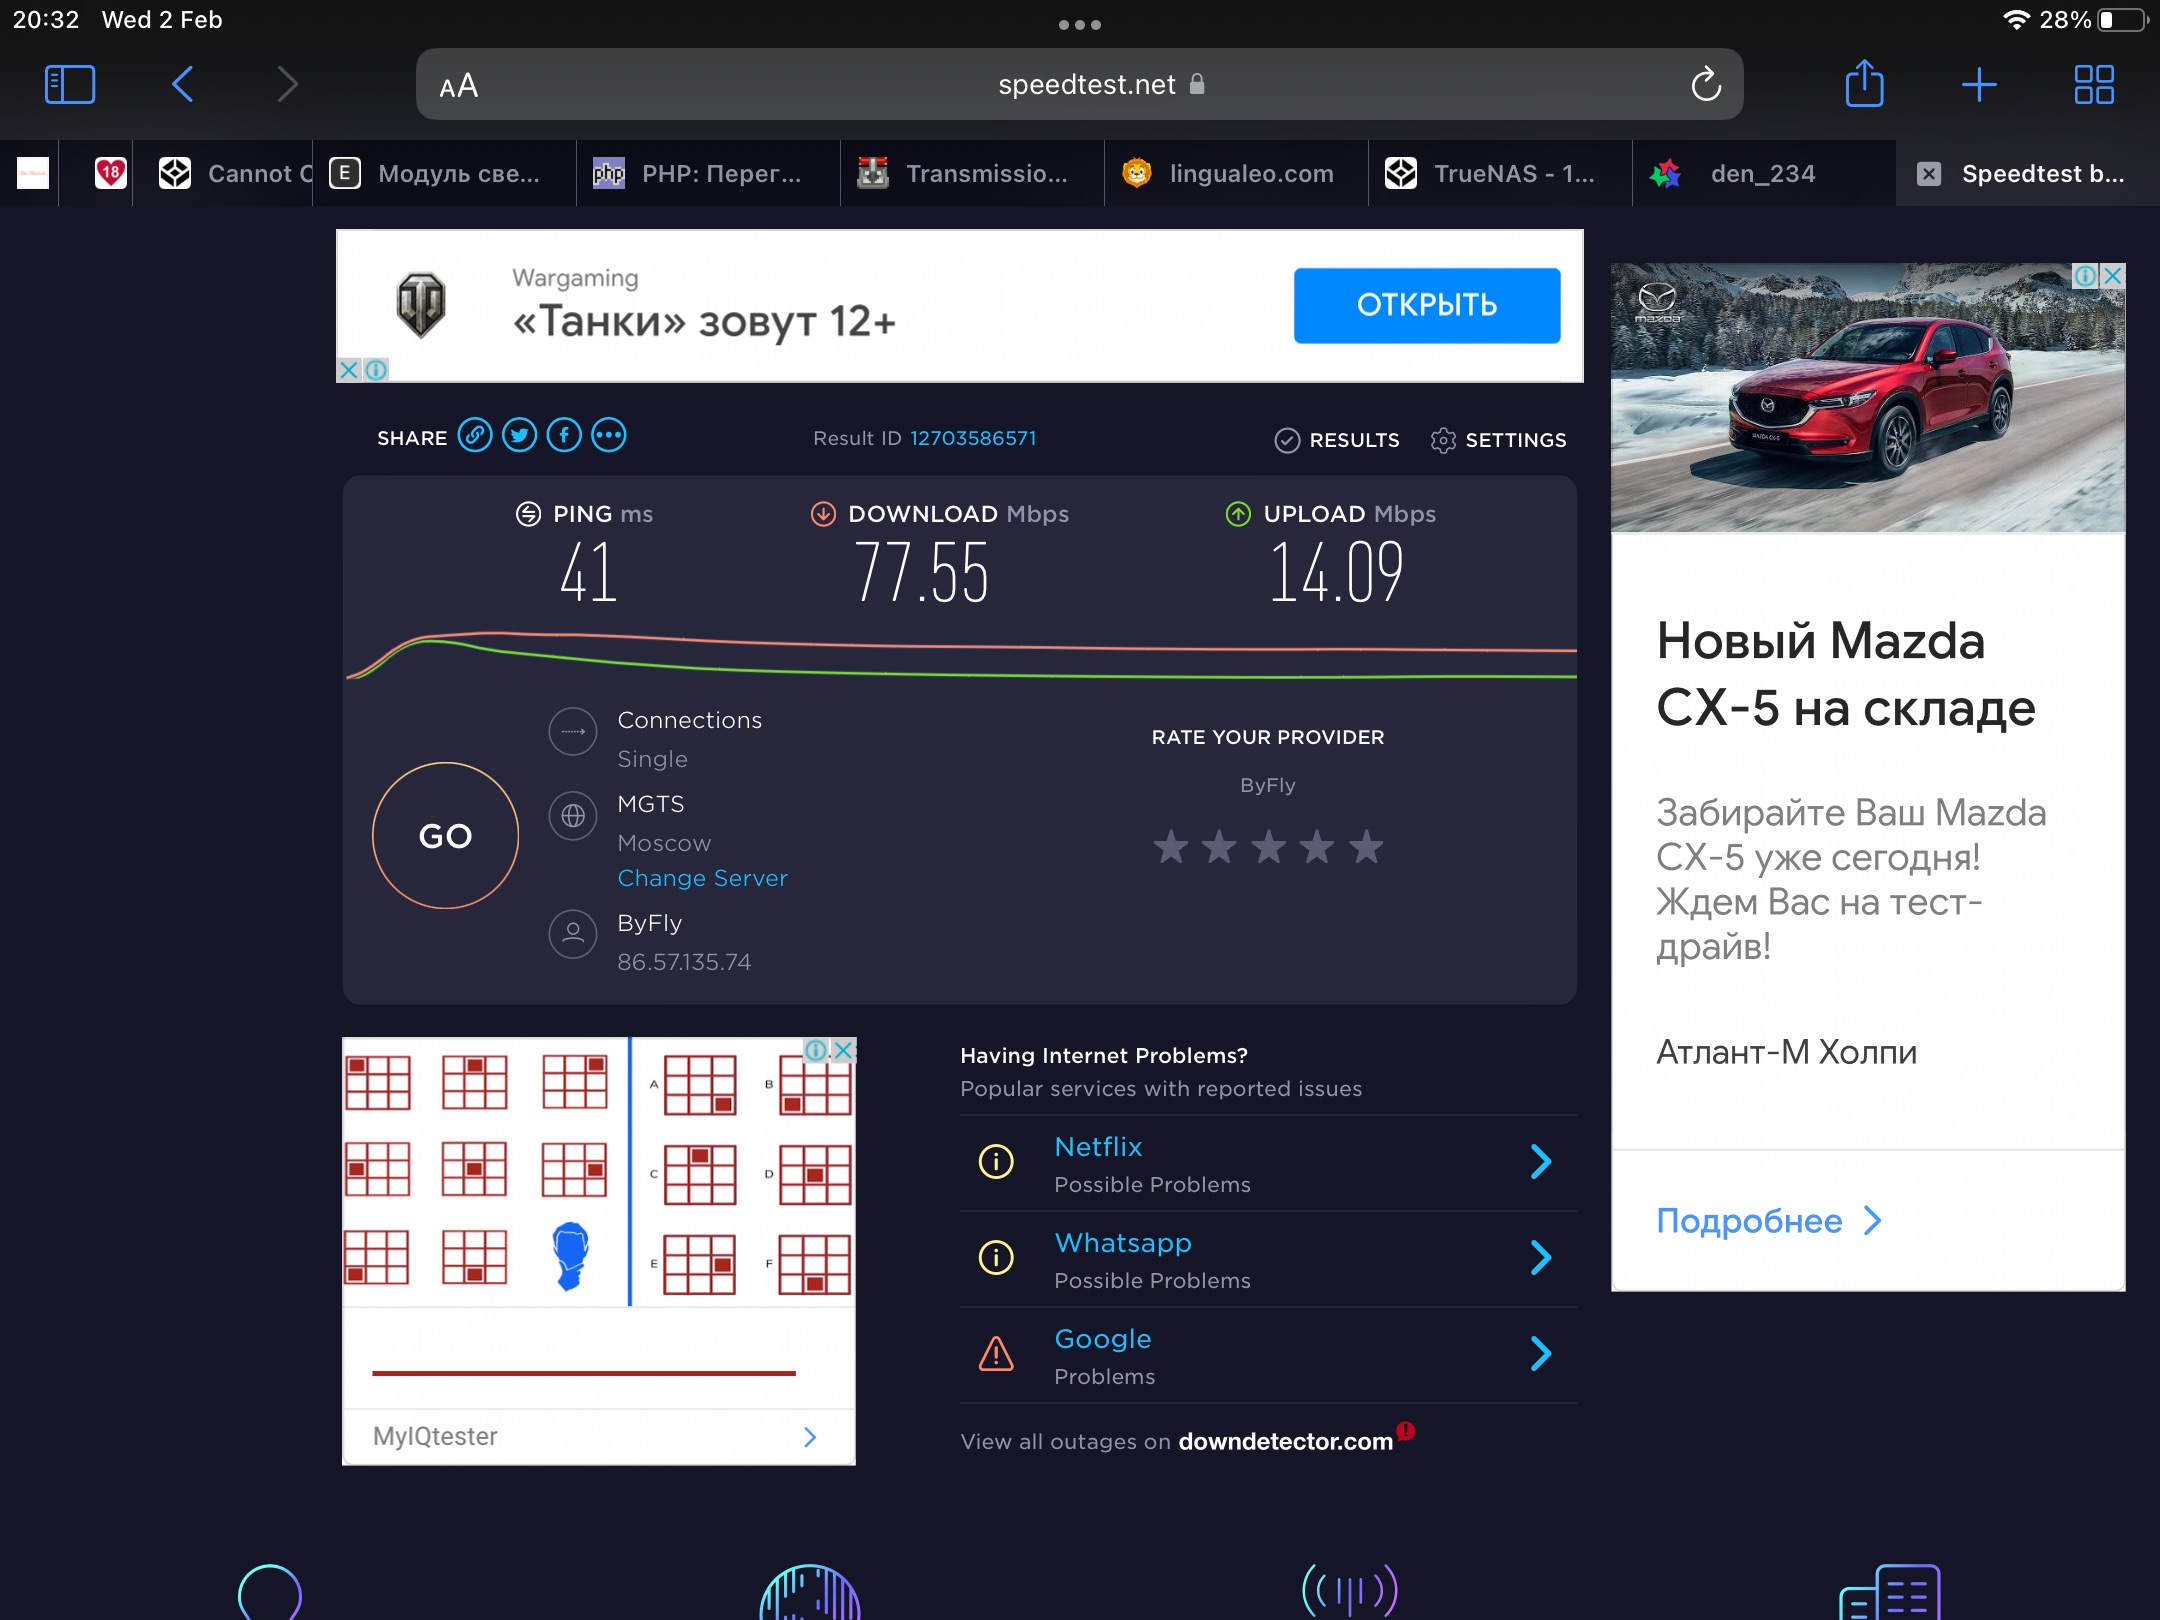 20:32 Wed 2 Feb
28%
AA
speedtest.net
18
Cannot C
E
Модуль све...
php
PHP: Перег...
Transmissio...
lingualeo.com
TrueNAS - 1...
den_234
Speedtest b...
Wargaming
«Танки» зовут 12+
ОТКРЫТЬ
SHARE
Result ID 12703586571
RESULTS
SETTINGS
PING ms
41
DOWNLOAD Mbps
77.55
UPLOAD Mbps
14.09
GO
Connections
Single
MGTS
Moscow
Change Server
ByFly
86.57.135.74
RATE YOUR PROVIDER
ByFly
A
B
C
D
E
F
MyIQtester
Having Internet Problems?
Popular services with reported issues
Netflix
Possible Problems
Whatsapp
Possible Problems
Google
Problems
View all outages on downdetector.com
mazda
Новый Mazda
CX-5 на складе
Забирайте Ваш Mazda
CX-5 уже сегодня!
Ждем Вас на тест-
драйв!
Атлант-М Холпи
Подробнее